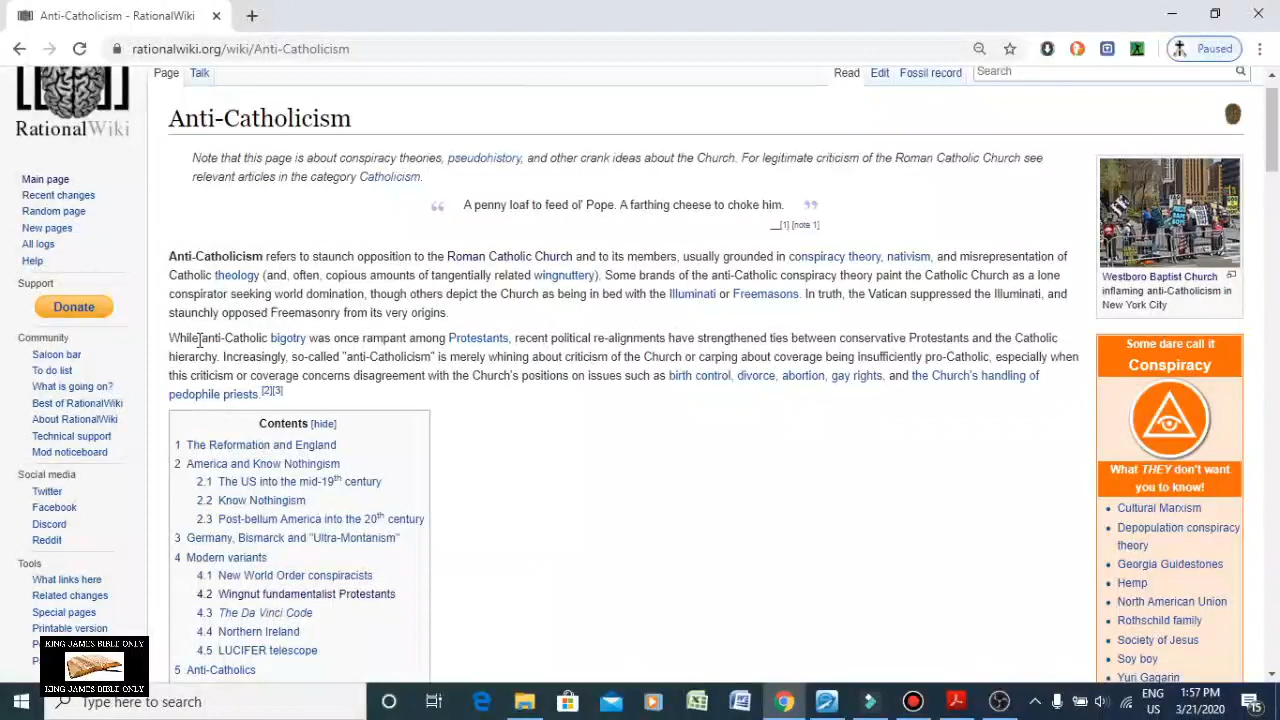 Anti-Catholicism - RationalWiki
rationalwiki.org/wiki/Anti-Catholicism
Paused
Page Talk
Read Edit Fossil record
Search
RationalWiki
Main page
Recent changes
Random page
New pages
All logs
Help
Support
Donate
Community
Saloon bar
To do list
What is going on?
Best of RationalWiki
About RationalWiki
Technical support
Mod noticeboard
Social media
Twitter
Facebook
Discord
Reddit
Tools
What links here
Related changes
Special pages
Printable version
Anti-Catholicism
Note that this page is about conspiracy theories, pseudohistory, and other crank ideas about the Church. For legitimate criticism of the Roman Catholic Church see
relevant articles in the category Catholicism.
“ A penny loaf to feed ol' Pope. A farthing cheese to choke him. ”
__[1] [note 1]
Anti-Catholicism refers to staunch opposition to the Roman Catholic Church and to its members, usually grounded in conspiracy theory, nativism, and misrepresentation of
Catholic theology (and, often, copious amounts of tangentially related wingnuttery). Some brands of the anti-Catholic conspiracy theory paint the Catholic Church as a lone
conspirator seeking world domination, though others depict the Church as being in bed with the Illuminati or Freemasons. In truth, the Vatican suppressed the Illuminati, and
staunchly opposed Freemasonry from its very origins.
While anti-Catholic bigotry was once rampant among Protestants, recent political re-alignments have strengthened ties between conservative Protestants and the Catholic
hierarchy. Increasingly, so-called "anti-Catholicism" is merely whining about criticism of the Church or carping about coverage being insufficiently pro-Catholic, especially when
this criticism or coverage concerns disagreement with the Church's positions on issues such as birth control, divorce, abortion, gay rights, and the Church's handling of
pedophile priests.[2][3]
Contents [hide]
1 The Reformation and England
2 America and Know Nothingism
2.1 The US into the mid-19th century
2.2 Know Nothingism
2.3 Post-bellum America into the 20th century
3 Germany, Bismarck and "Ultra-Montanism"
4 Modern variants
4.1 New World Order conspiracists
4.2 Wingnut fundamentalist Protestants
4.3 The Da Vinci Code
4.4 Northern Ireland
4.5 LUCIFER telescope
5 Anti-Catholics
Westboro Baptist Church
inflaming anti-Catholicism in
New York City
Some dare call it
Conspiracy
What THEY don't want
you to know!
Cultural Marxism
Depopulation conspiracy
theory
Georgia Guidestones
Hemp
North American Union
Rothschild family
Society of Jesus
Soy boy
Yuri Gagarin
KING JAMES BIBLE ONLY
KING JAMES BIBLE ONLY
Type here to search
ENG
US
1:57 PM
3/21/2020
15